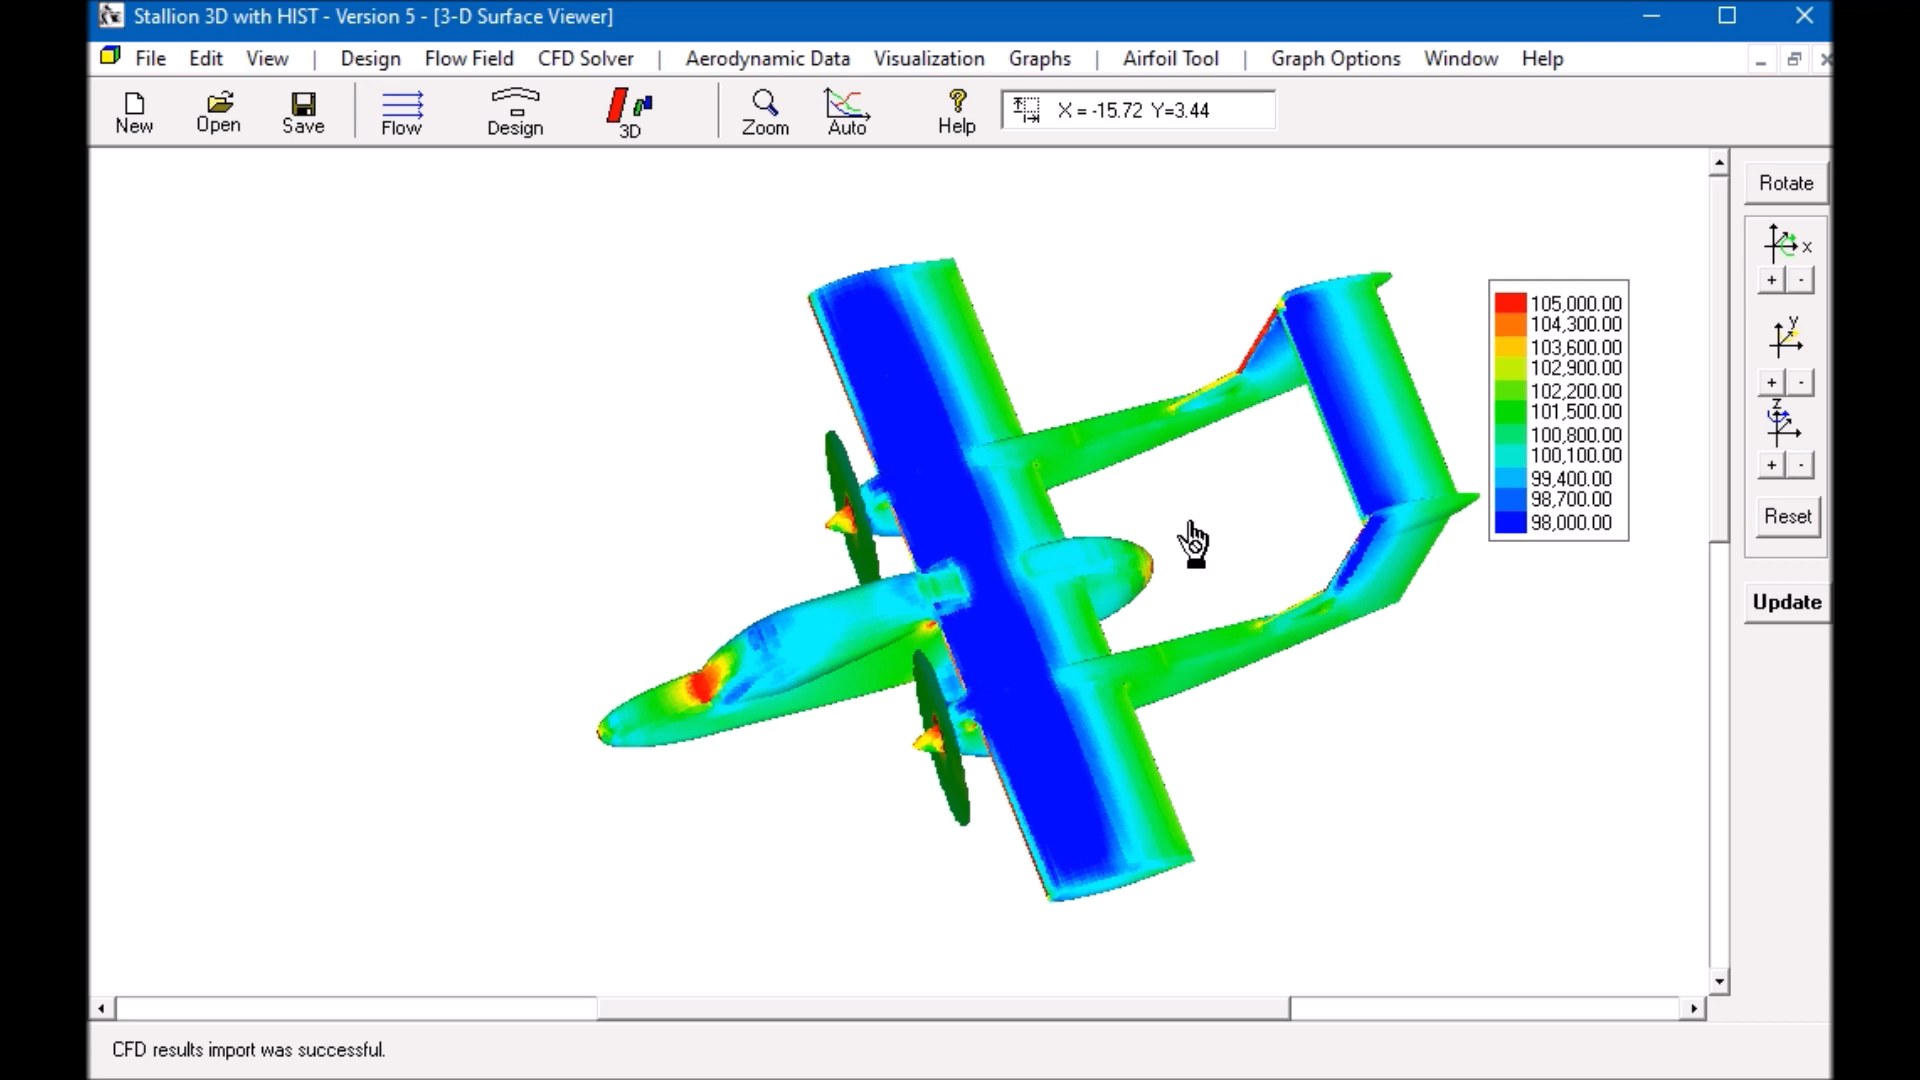 Stallion 3D with HIST - Version 5 - [3-D Surface Viewer]
File Edit View | Design Flow Field CFD Solver | Aerodynamic Data Visualization Graphs | Airfoil Tool | Graph Options Window Help
New Open Save Flow Design 3D Zoom Auto Help X = -15.72 Y=3.44
Rotate
x
+ -
y
+ -
z
+ -
Reset
Update
105,000.00
104,300.00
103,600.00
102,900.00
102,200.00
101,500.00
100,800.00
100,100.00
99,400.00
98,700.00
98,000.00
CFD results import was successful.